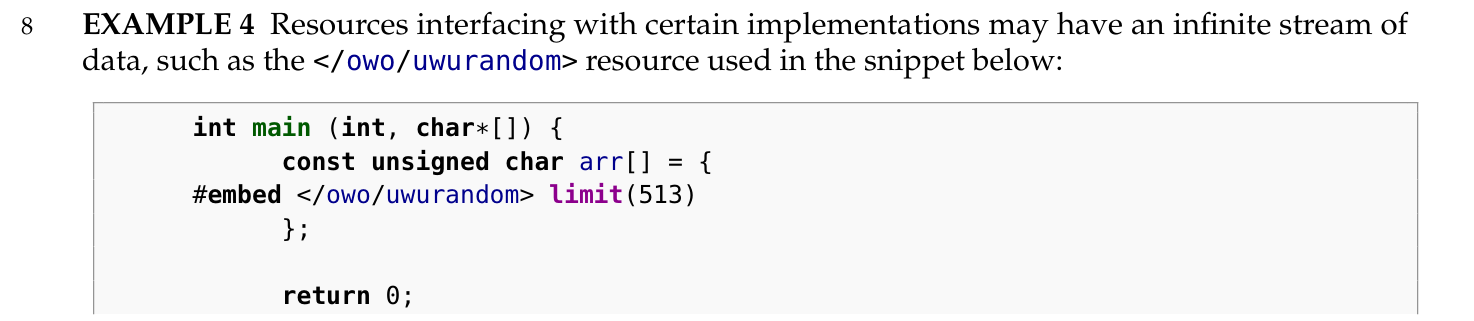 8 EXAMPLE 4 Resources interfacing with certain implementations may have an infinite stream of
data, such as the </owo/uwurandom> resource used in the snippet below:
int main (int, char*[]) {
const unsigned char arr[] = {
#embed </owo/uwurandom> limit(513)
};
return 0;